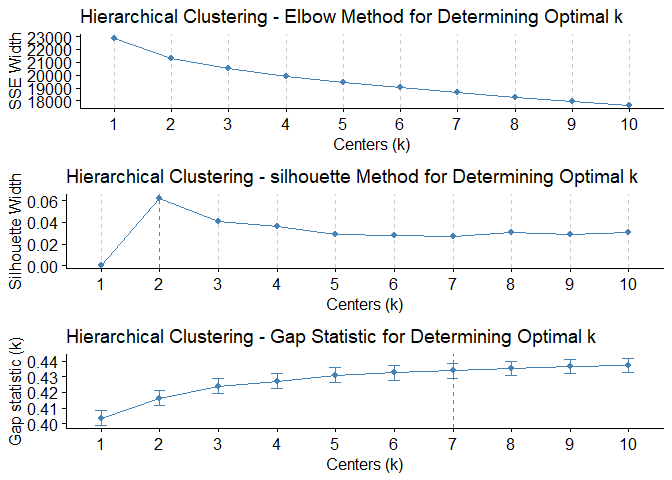 Hierarchical Clustering - Elbow Method for Determining Optimal k
SSE Width
23000
22000
21000
20000
19000
18000
1 2 3 4 5 6 7 8 9 10
Centers (k)
Hierarchical Clustering - silhouette Method for Determining Optimal k
Silhouette Width
0.06
0.04
0.02
0.00
1 2 3 4 5 6 7 8 9 10
Centers (k)
Hierarchical Clustering - Gap Statistic for Determining Optimal k
Gap statistic (k)
0.44
0.43
0.42
0.41
0.40
1 2 3 4 5 6 7 8 9 10
Centers (k)